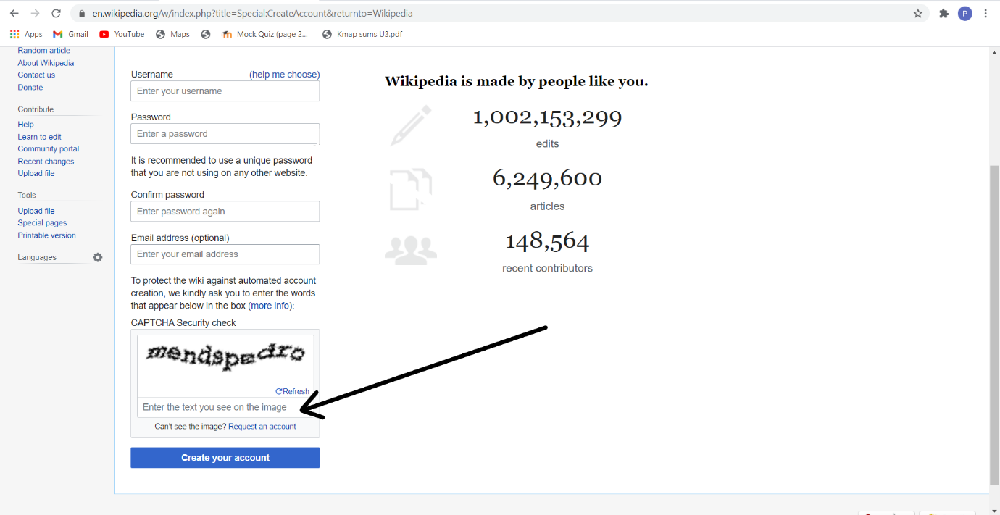 en.wikipedia.org/w/index.php?title=Special:CreateAccount&returnto=Wikipedia
P
Apps
Gmail
YouTube
Maps
Mock Quiz (page 2...
Kmap sums U3.pdf
Random article
About Wikipedia
Contact us
Donate
Contribute
Help
Learn to edit
Community portal
Recent changes
Upload file
Tools
Upload file
Special pages
Printable version
Languages
Username (help me choose)
Enter your username
Password
Enter a password
It is recommended to use a unique password
that you are not using on any other website.
Confirm password
Enter password again
Email address (optional)
Enter your email address
To protect the wiki against automated account
creation, we kindly ask you to enter the words
that appear below in the box (more info):
CAPTCHA Security check
mendspedro
Refresh
Enter the text you see on the image
Can't see the image? Request an account
Create your account
Wikipedia is made by people like you.
1,002,153,299
edits
6,249,600
articles
148,564
recent contributors